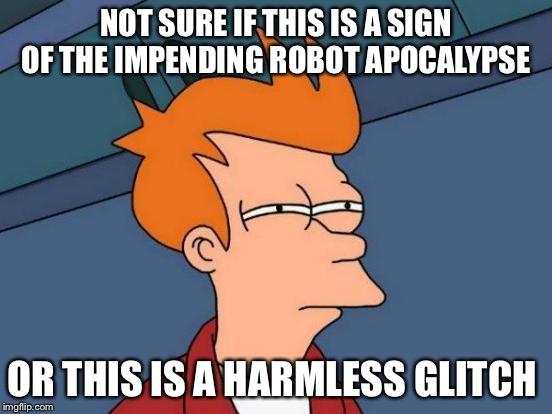 NOT SURE IF THIS IS A SIGN
OF THE IMPENDING ROBOT APOCALYPSE
OR THIS IS A HARMLESS GLITCH
imgflip.com